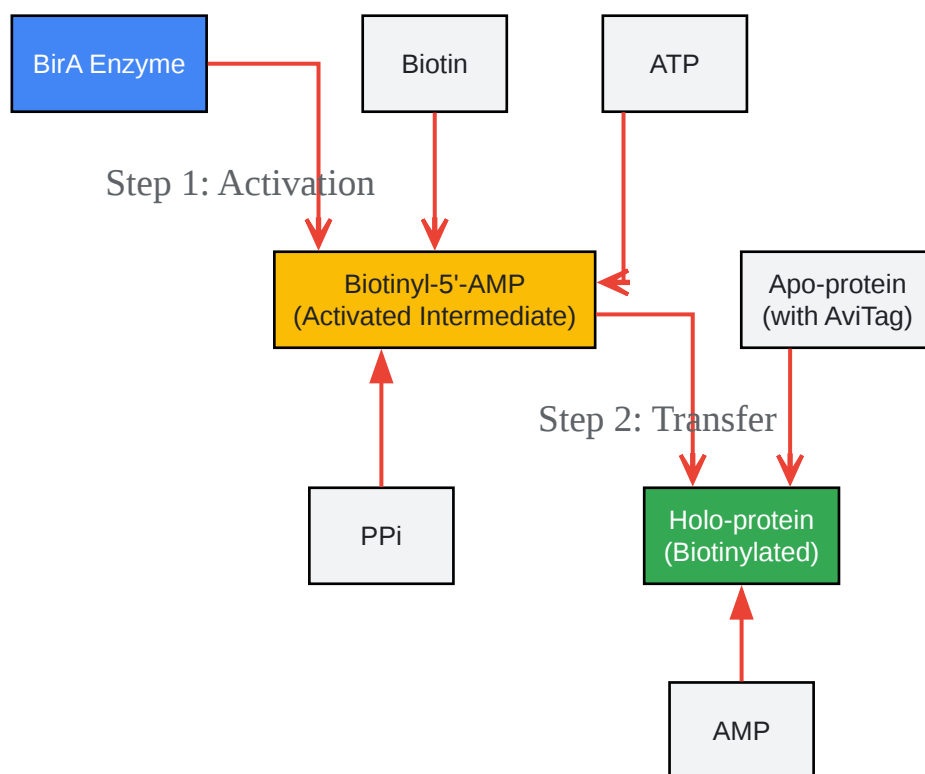 BirA Enzyme
Biotin
ATP
Step 1: Activation
Biotinyl-5'-AMP
(Activated Intermediate)
Apo-protein
(with AviTag)
Step 2: Transfer
PPi
Holo-protein
(Biotinylated)
AMP